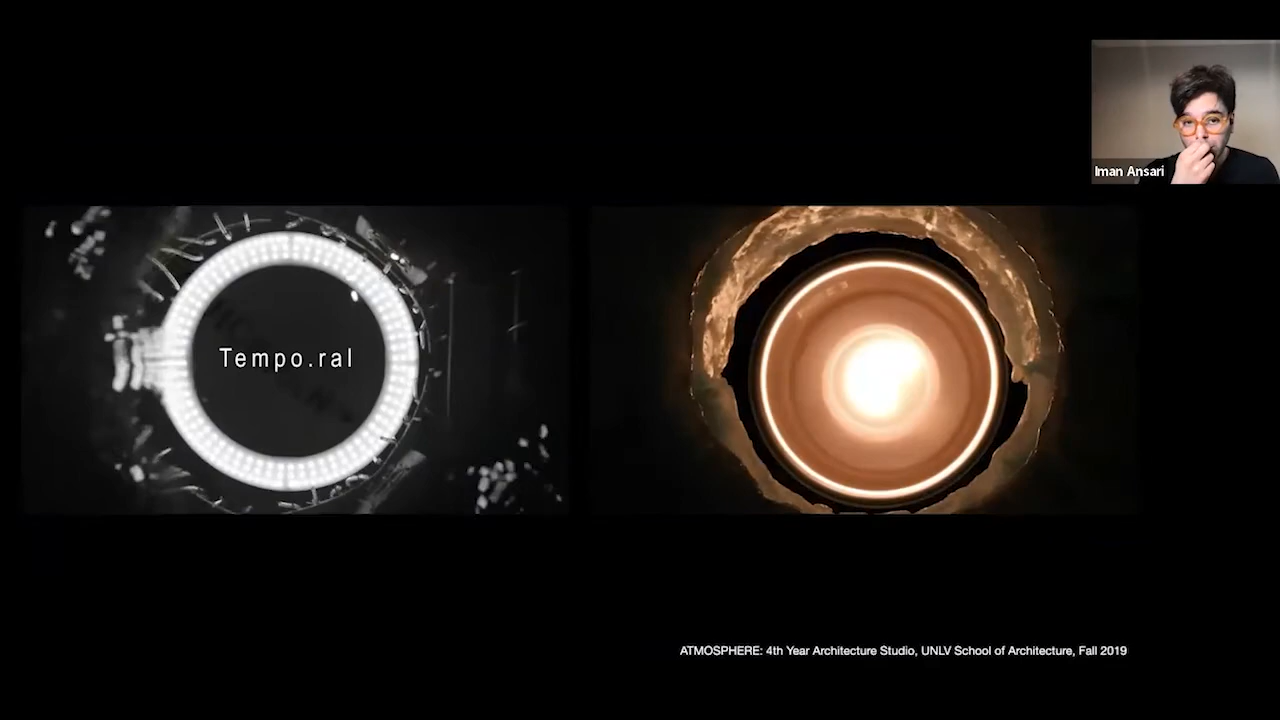 Iman Ansari
Tempo.ral
ATMOSPHERE: 4th Year Architecture Studio, UNLV School of Architecture, Fall 2019